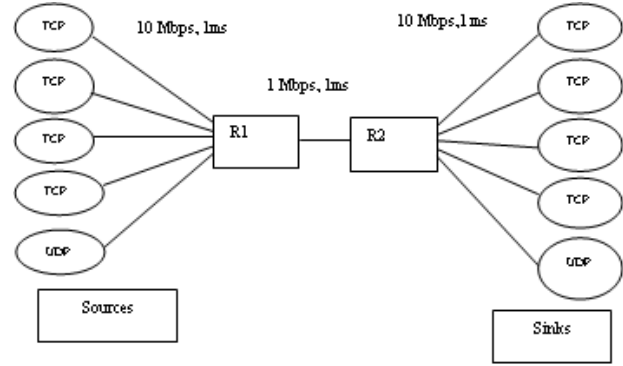 10 Mbps, 1ms
10 Mbps,1 ms
1 Mbps, 1ms
TCP
TCP
TCP
TCP
UDP
R1
R2
TCP
TCP
TCP
TCP
UDP
Sources
Sinks